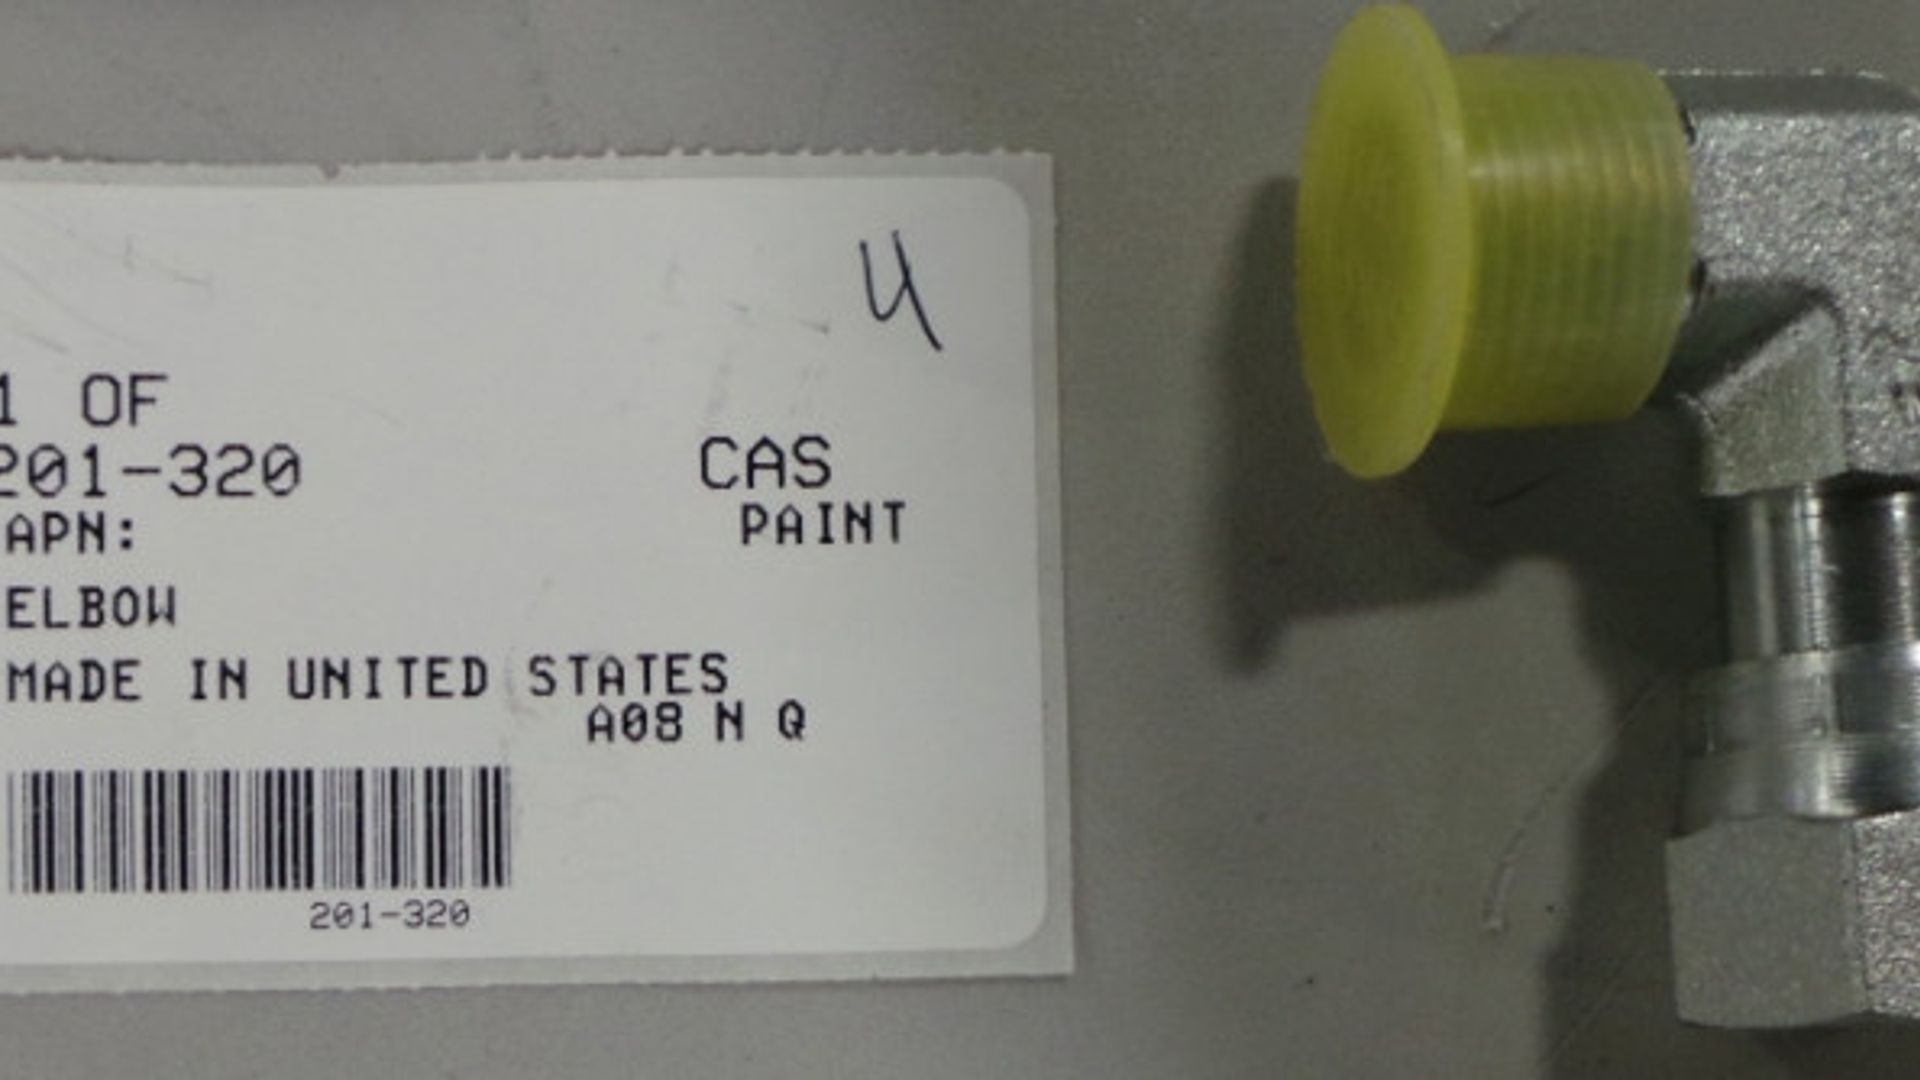 4
1 OF
201-320 CAS
APN: PAINT
ELBOW
MADE IN UNITED STATES
A08 N Q
201-320